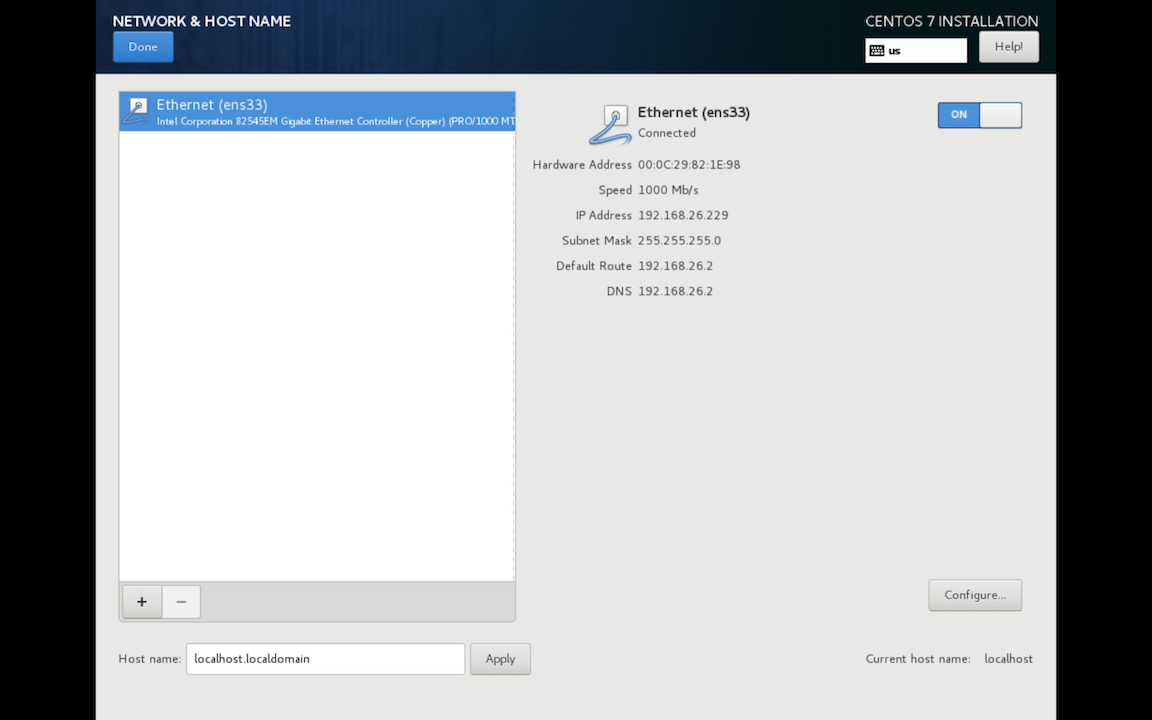 NETWORK & HOST NAME
CENTOS 7 INSTALLATION
Done
us
Help!
Ethernet (ens33)
Intel Corporation 82545EM Gigabit Ethernet Controller (Copper) (PRO/1000 MT
Ethernet (ens33)
Connected
ON
Hardware Address 00:0C:29:82:1E:98
Speed 1000 Mb/s
IP Address 192.168.26.229
Subnet Mask 255.255.255.0
Default Route 192.168.26.2
DNS 192.168.26.2
+ −
Configure...
Host name: localhost.localdomain Apply
Current host name: localhost